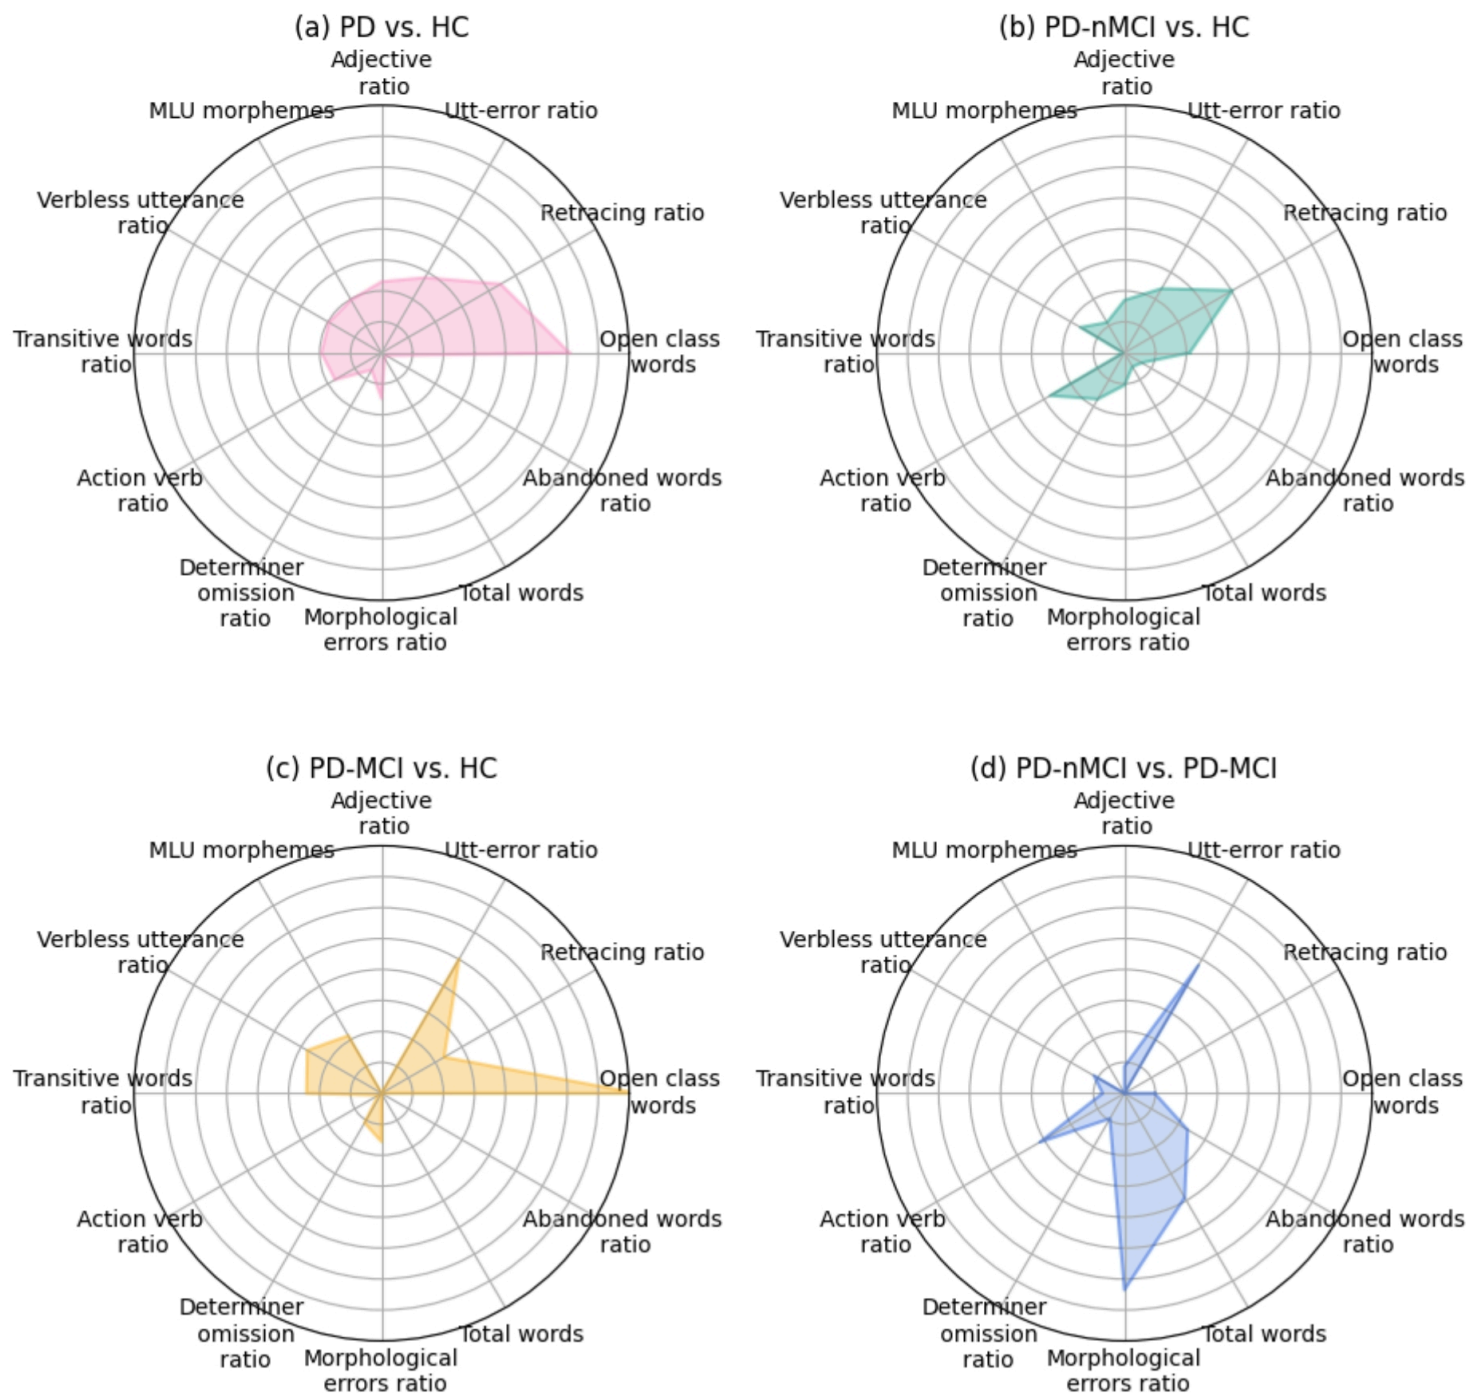 (a) PD vs. HC
Adjective
ratio
MLU morphemes
Utt-error ratio
Verbless utterance
ratio
Retracing ratio
Transitive words
ratio
Open class
words
Action verb
ratio
Abandoned words
ratio
Determiner
omission
ratio
Total words
Morphological
errors ratio
(b) PD-nMCI vs. HC
Adjective
ratio
MLU morphemes
Utt-error ratio
Verbless utterance
ratio
Retracing ratio
Transitive words
ratio
Open class
words
Action verb
ratio
Abandoned words
ratio
Determiner
omission
ratio
Total words
Morphological
errors ratio
(c) PD-MCI vs. HC
Adjective
ratio
MLU morphemes
Utt-error ratio
Verbless utterance
ratio
Retracing ratio
Transitive words
ratio
Open class
words
Action verb
ratio
Abandoned words
ratio
Determiner
omission
ratio
Total words
Morphological
errors ratio
(d) PD-nMCI vs. PD-MCI
Adjective
ratio
MLU morphemes
Utt-error ratio
Verbless utterance
ratio
Retracing ratio
Transitive words
ratio
Open class
words
Action verb
ratio
Abandoned words
ratio
Determiner
omission
ratio
Total words
Morphological
errors ratio